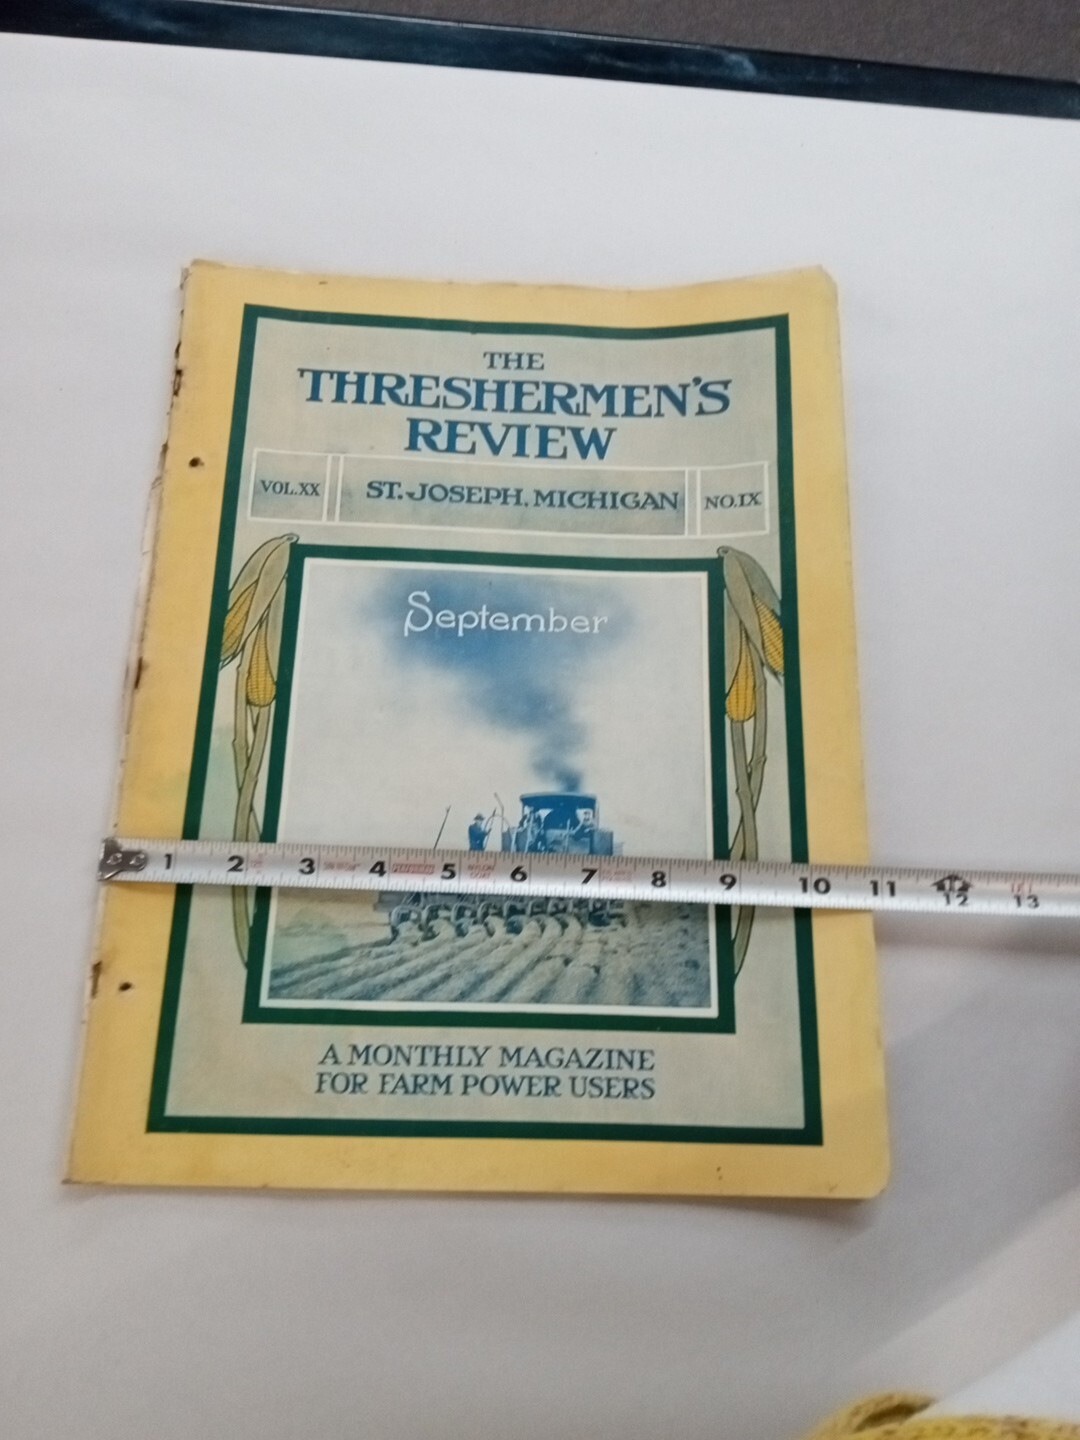 THE
THRESHERMEN'S
REVIEW
VOL. XX ST. JOSEPH, MICHIGAN NO. IX
September
1 2 3 4 5 6 7 8 9 10 11 12 13
A MONTHLY MAGAZINE
FOR FARM POWER USERS